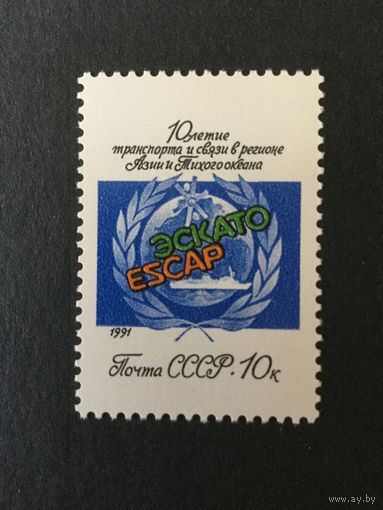 10летие
транспорта и связи в регионе
Азии и Тихого океана
ЭСКАТО
ESCAP
1991
Почта СССР·10к
www.ay.by